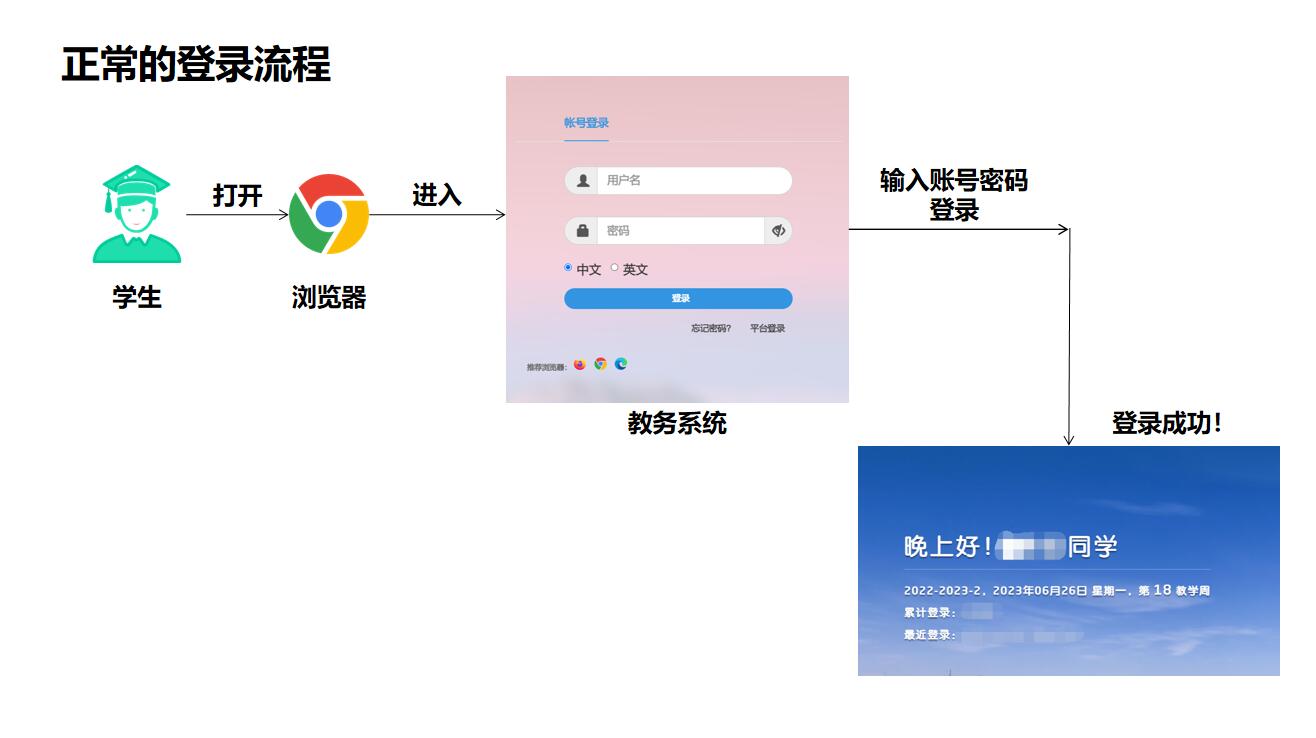 正常的登录流程
打开
进入
学生
浏览器
帐号登录
用户名
密码
中文 英文
登录
忘记密码? 平台登录
推荐浏览器:
教务系统
输入账号密码
登录
登录成功!
晚上好! 同学
2022-2023-2，2023年06月26日 星期一，第 18 教学周
累计登录:
最近登录: